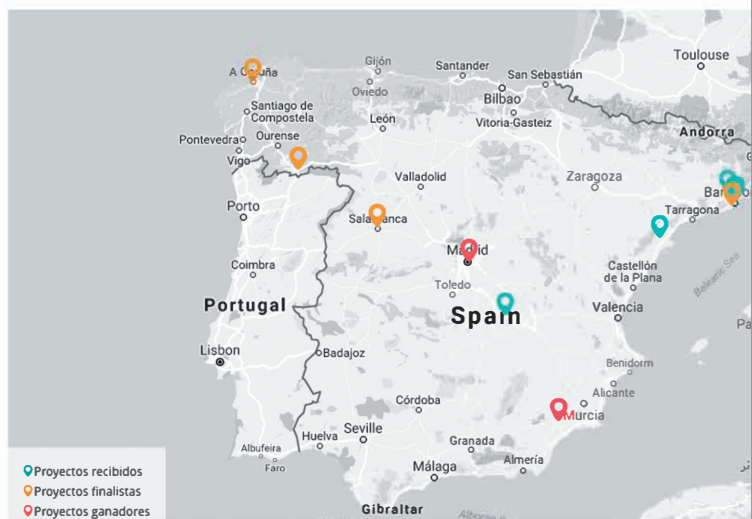 Toulouse
Gijón
Santander
San Sebastián
A Coruña
Oviedo
Bilbao
Santiago de
Compostela
León
Vitoria-Gasteiz
Andorra
Pontevedra
Ourense
Vigo
Valladolid
Zaragoza
Porto
Salamanca
Tarragona
Madrid
Coimbra
Castellón
de la Plana
Balearic Sea
Toledo
Portugal
Spain
Valencia
Lisbon
Badajoz
Benidorm
Alicante
Córdoba
Murcia
Huelva
Seville
Granada
Albufeira
Faro
Málaga
Almería
Gibraltar
Proyectos recibidos
Proyectos finalistas
Proyectos ganadores